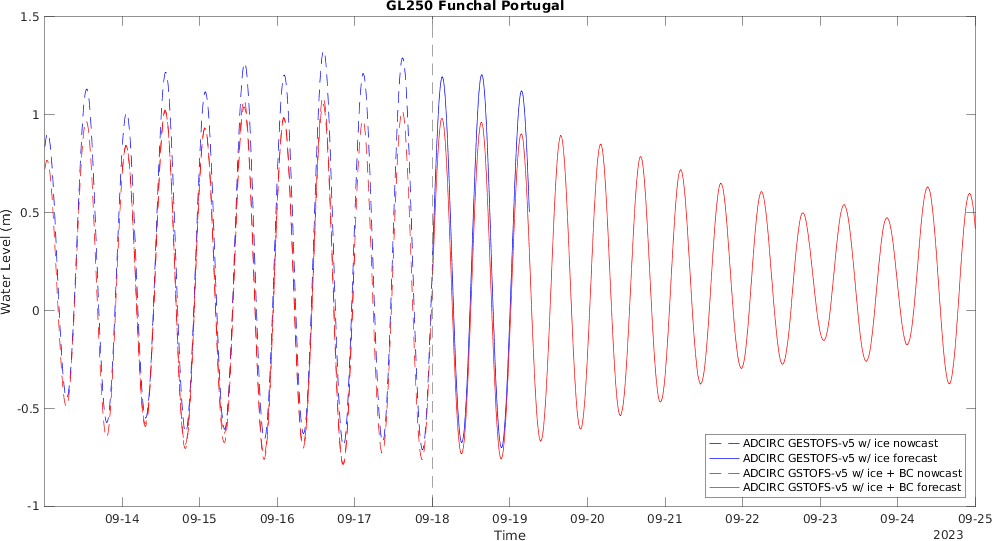 GL250 Funchal Portugal
1.5
1
0.5
0
-0.5
-1
Water Level (m)
ADCIRC GESTOFS-v5 w/ ice nowcast
ADCIRC GESTOFS-v5 w/ ice forecast
ADCIRC GSTOFS-v5 w/ ice + BC nowcast
ADCIRC GSTOFS-v5 w/ ice + BC forecast
09-14 09-15 09-16 09-17 09-18 09-19 09-20 09-21 09-22 09-23 09-24 09-25
Time
2023